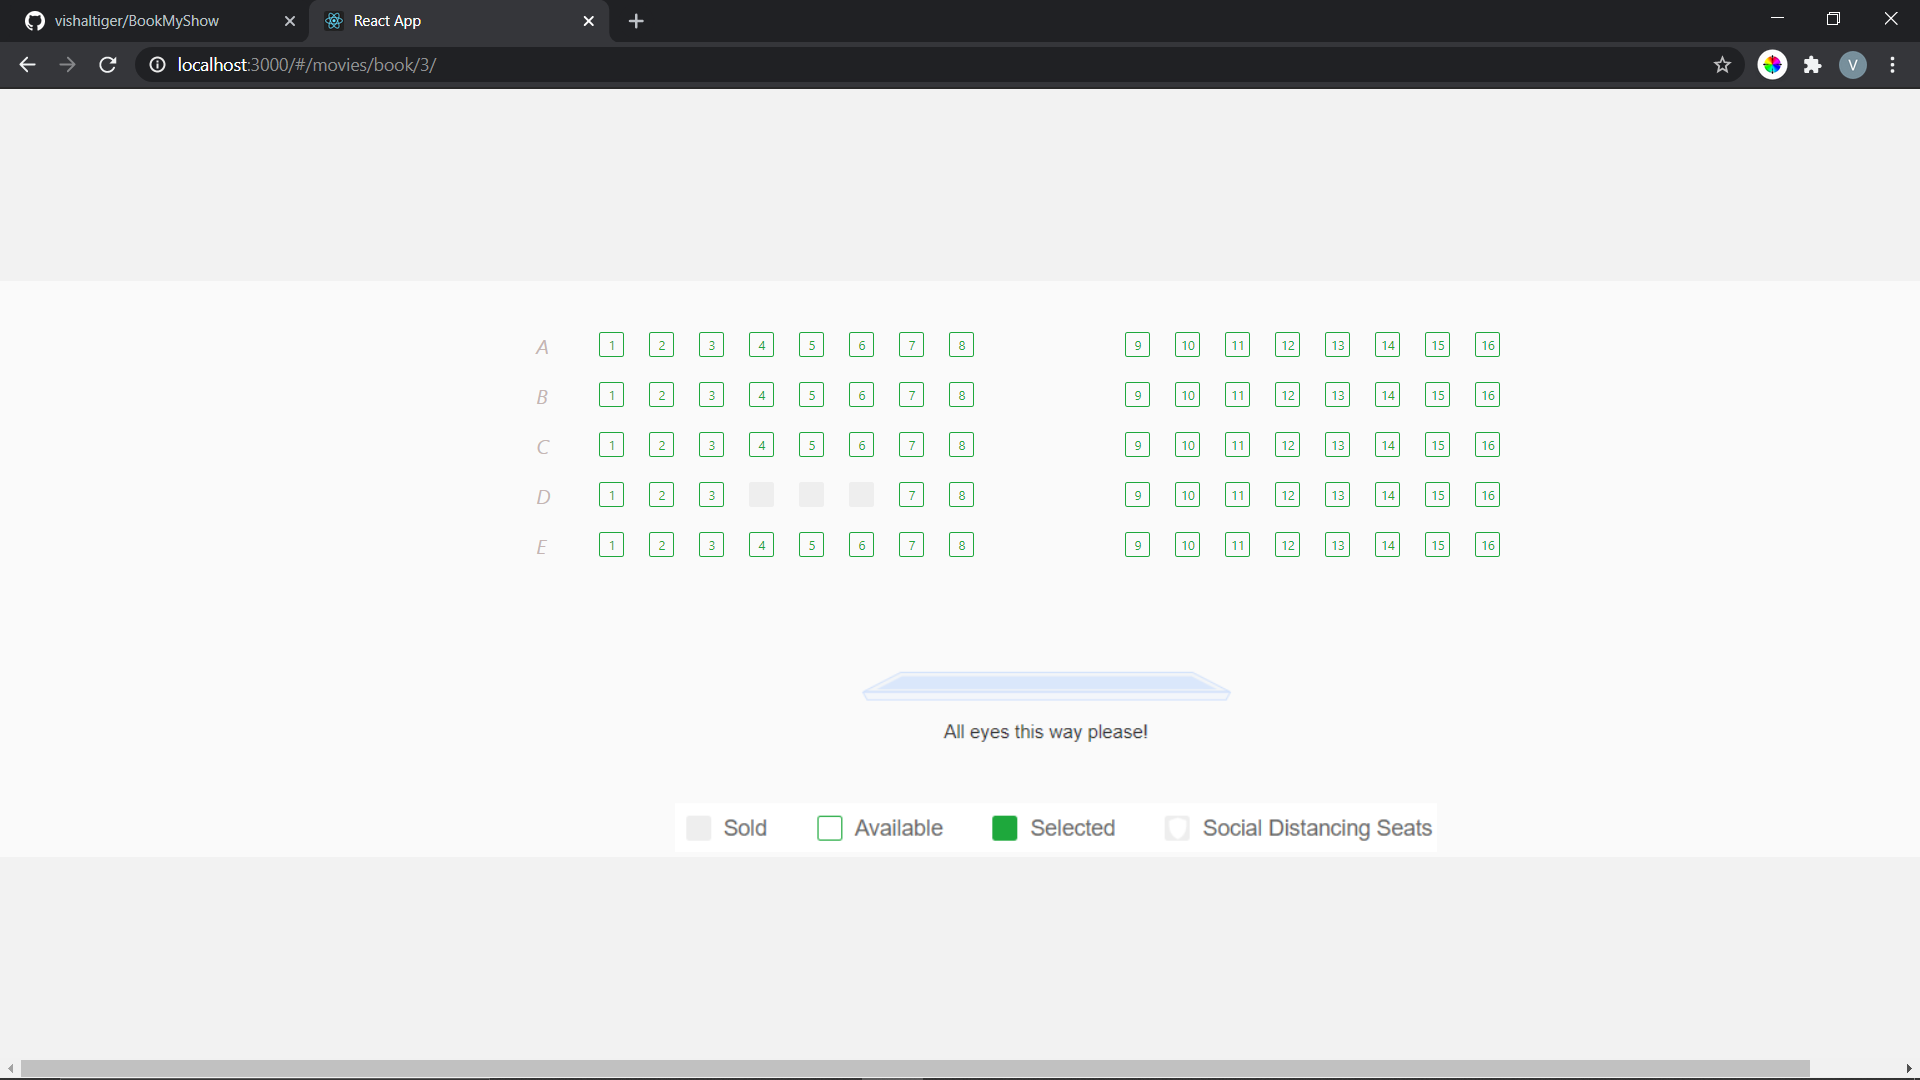 vishaltiger/BookMyShow React App
localhost:3000/#/movies/book/3/ V
A 1 2 3 4 5 6 7 8 9 10 11 12 13 14 15 16
B 1 2 3 4 5 6 7 8 9 10 11 12 13 14 15 16
C 1 2 3 4 5 6 7 8 9 10 11 12 13 14 15 16
D 1 2 3 7 8 9 10 11 12 13 14 15 16
E 1 2 3 4 5 6 7 8 9 10 11 12 13 14 15 16
All eyes this way please!
Sold Available Selected Social Distancing Seats